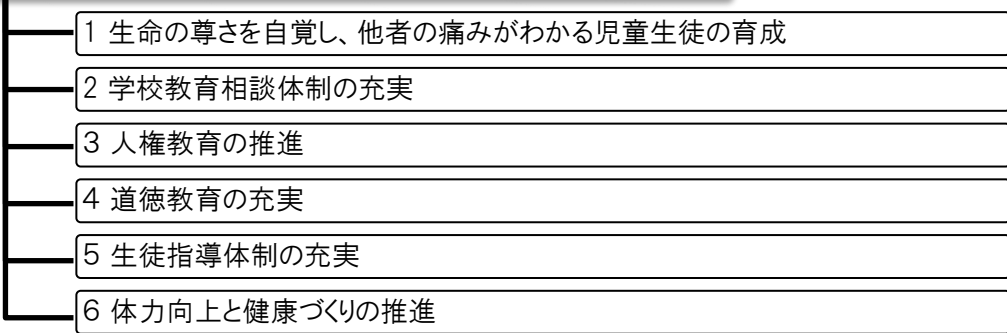 1 生命の尊さを自覚し、他者の痛みがわかる児童生徒の育成
2 学校教育相談体制の充実
3 人権教育の推進
4 道徳教育の充実
5 生徒指導体制の充実
6 体力向上と健康づくりの推進